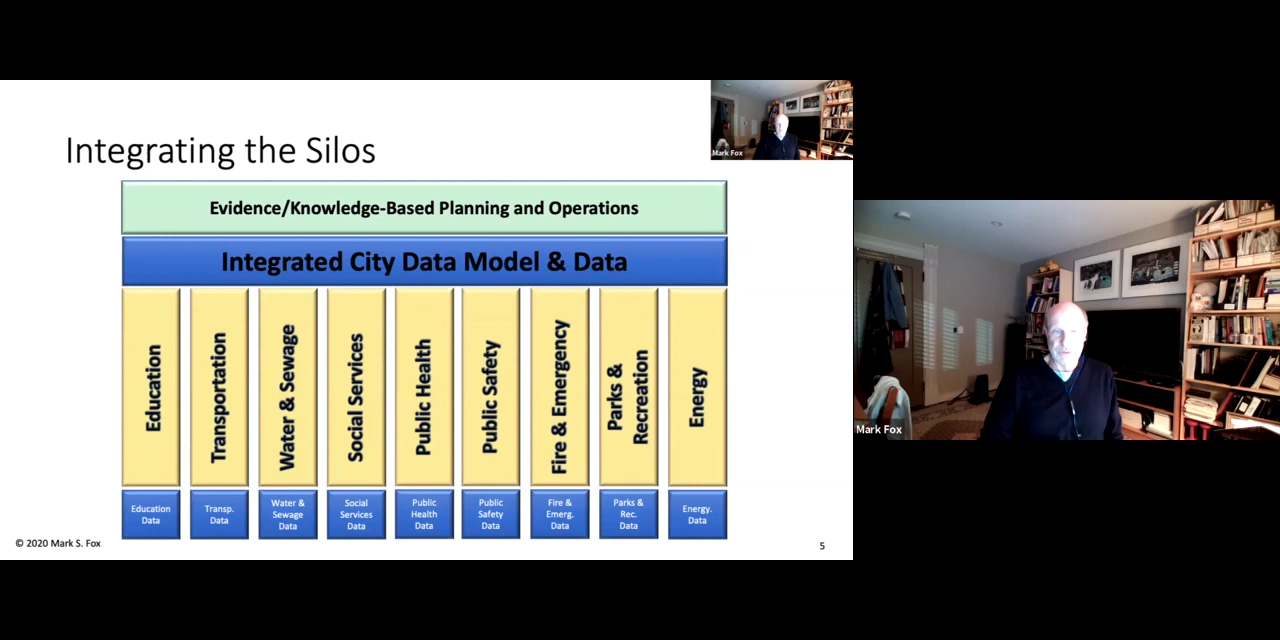 Integrating the Silos
Mark Fox
Evidence/Knowledge-Based Planning and Operations
Integrated City Data Model & Data
Education
Transportation
Water & Sewage
Social Services
Public Health
Public Safety
Fire & Emergency
Parks &
Recreation
Energy
Education
Data
Transp.
Data
Water &
Sewage
Data
Social
Services
Data
Public
Health
Data
Public
Safety
Data
Fire &
Emerg.
Data
Parks &
Rec.
Data
Energy.
Data
© 2020 Mark S. Fox
5
Mark Fox